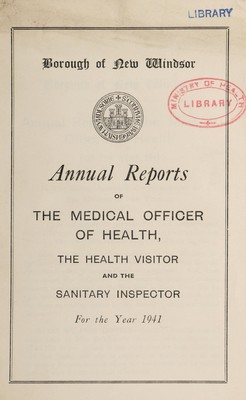 LIBRARY
Borough of New Windsor
MINISTRY OF HEALTH
LIBRARY
Annual Reports
OF
THE MEDICAL OFFICER
OF HEALTH,
THE HEALTH VISITOR
AND THE
SANITARY INSPECTOR
For the Year 1941